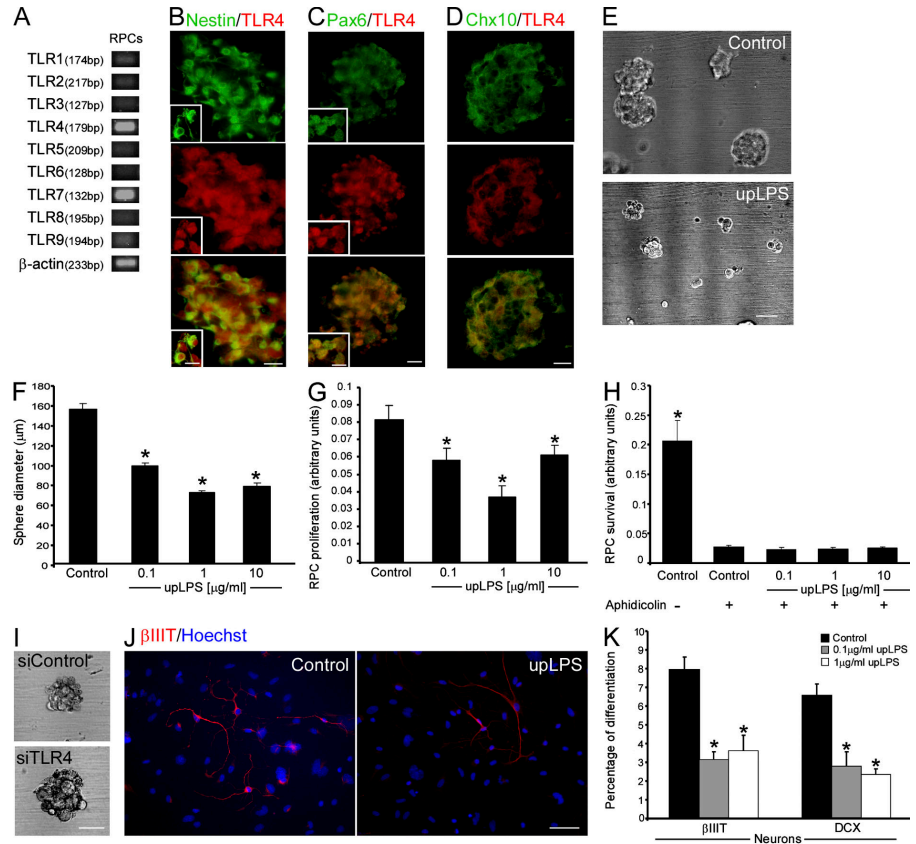 A
RPCs
TLR1(174bp)
TLR2(217bp)
TLR3(127bp)
TLR4(179bp)
TLR5(209bp)
TLR6(128bp)
TLR7(132bp)
TLR8(195bp)
TLR9(194bp)
β-actin(233bp)
B Nestin/TLR4
C Pax6/TLR4
D Chx10/TLR4
E
Control
upLPS
F
Sphere diameter (μm)
180
160
140
120
100
80
60
40
20
0
* * *
Control 0.1 1 10
upLPS [μg/ml]
G
RPC proliferation (arbitrary units)
0.1
0.09
0.08
0.07
0.06
0.05
0.04
0.03
0.02
0.01
0
* * *
Control 0.1 1 10
upLPS [μg/ml]
H
RPC survival (arbitrary units)
0.25
0.2
0.15
0.1
0.05
0
*
Control Control 0.1 1 10
upLPS [μg/ml]
Aphidicolin - + + + +
I
siControl
siTLR4
J βIIIT/Hoechst
Control
upLPS
K
Percentage of differentiation
9
8
7
6
5
4
3
2
1
0
Control
0.1μg/ml upLPS
1μg/ml upLPS
* * * *
βIIIT DCX
Neurons